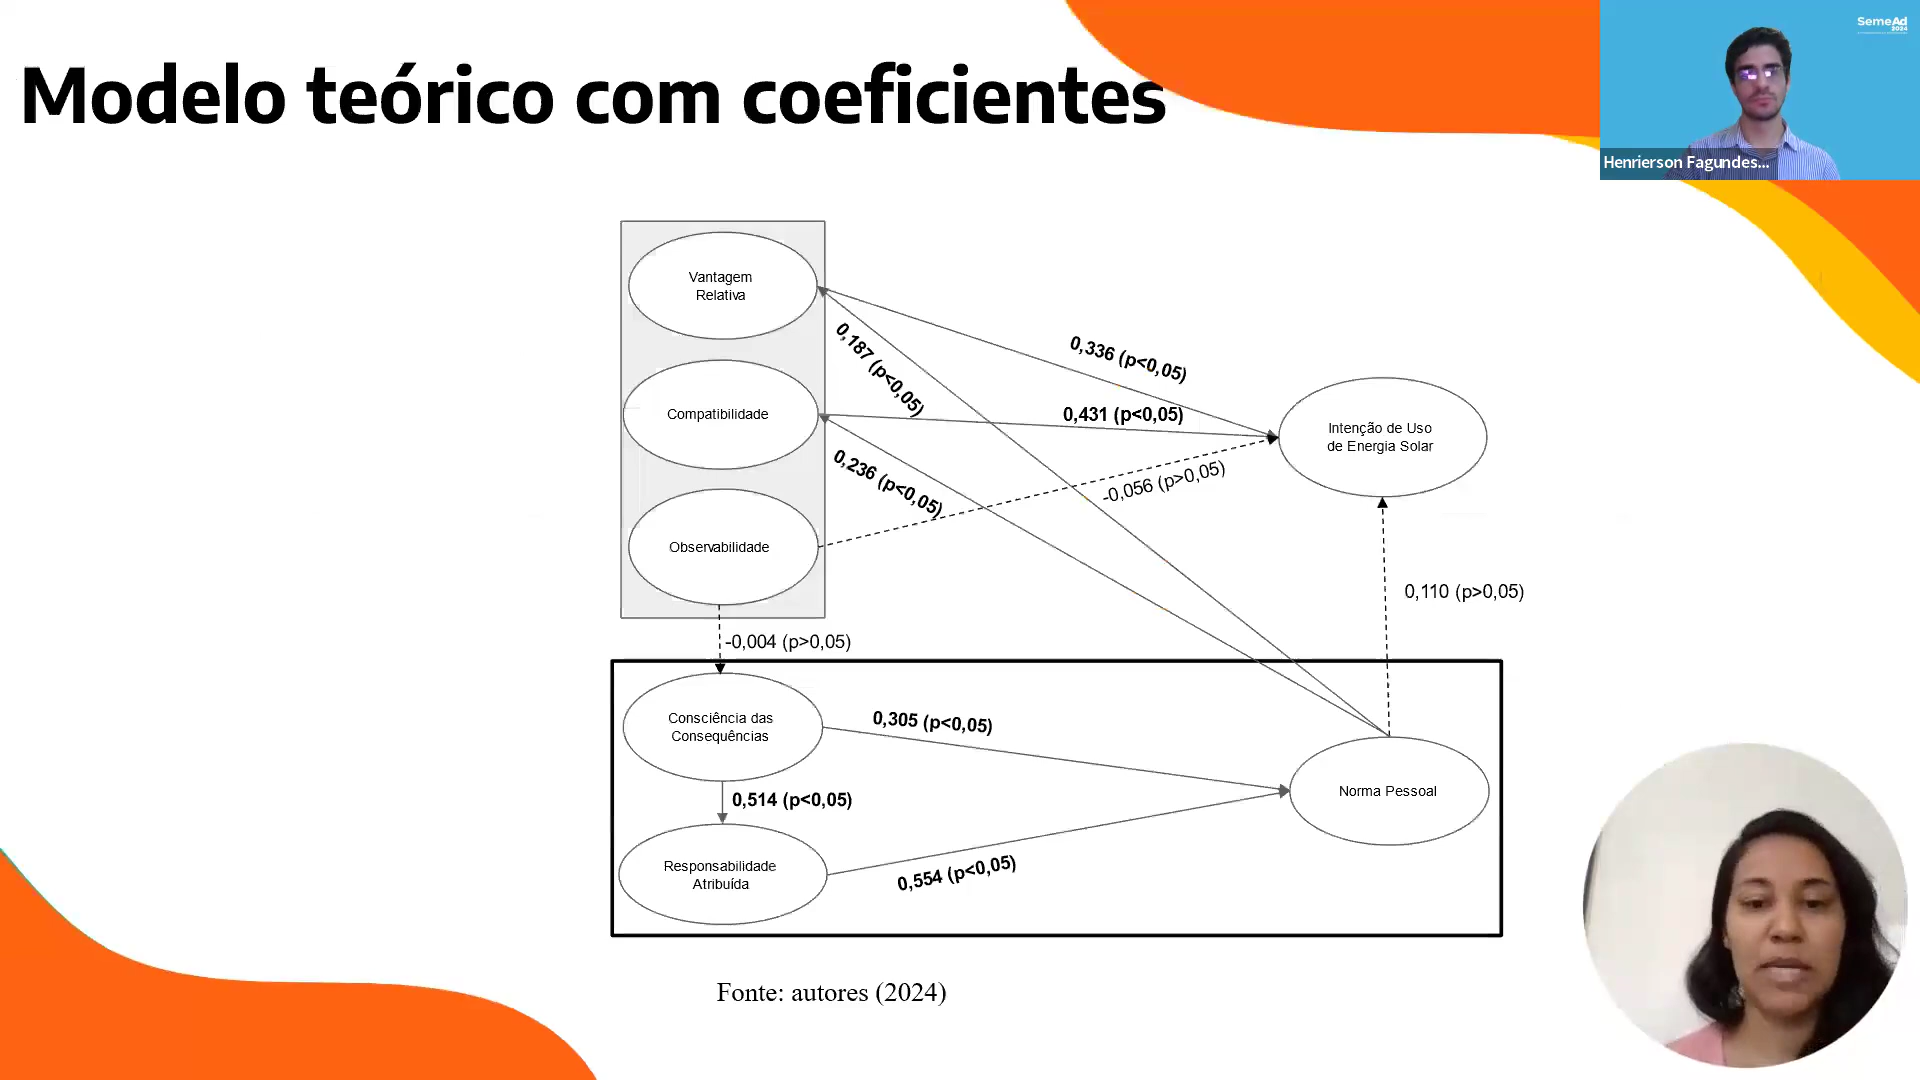 Modelo teórico com coeficientes
SemeAd
2024
Henrierson Fagundes...
Vantagem
Relativa
0,187 (p<0,05)
0,336 (p<0,05)
Compatibilidade
0,431 (p<0,05)
Intenção de Uso
de Energia Solar
0,236 (p<0,05)
-0,056 (p>0,05)
Observabilidade
0,110 (p>0,05)
-0,004 (p>0,05)
Consciência das
Consequências
0,305 (p<0,05)
0,514 (p<0,05)
Norma Pessoal
Responsabilidade
Atribuída
0,554 (p<0,05)
Fonte: autores (2024)